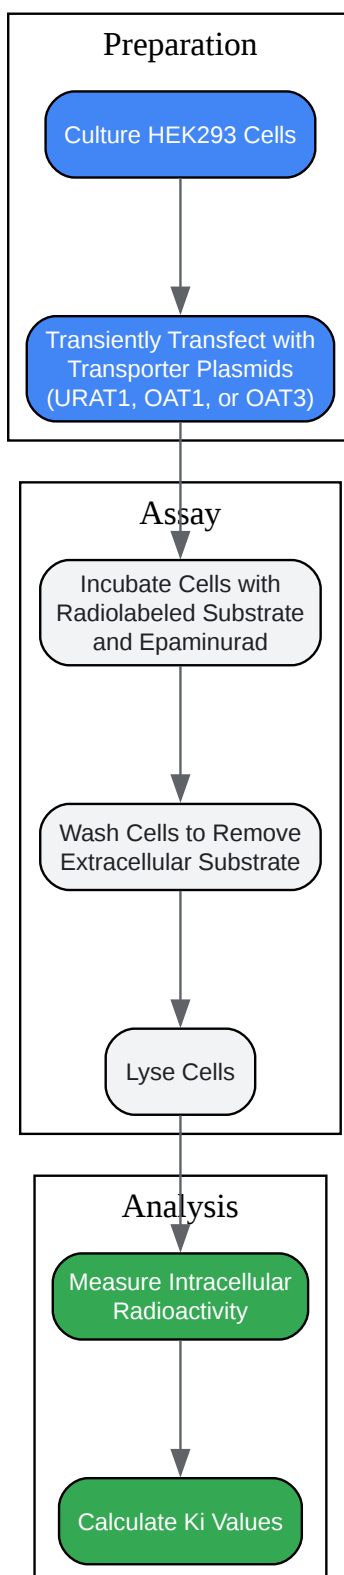 Preparation
Culture HEK293 Cells
Transiently Transfect with
Transporter Plasmids
(URAT1, OAT1, or OAT3)
Assay
Incubate Cells with
Radiolabeled Substrate
and Epaminurad
Wash Cells to Remove
Extracellular Substrate
Lyse Cells
Analysis
Measure Intracellular
Radioactivity
Calculate Ki Values